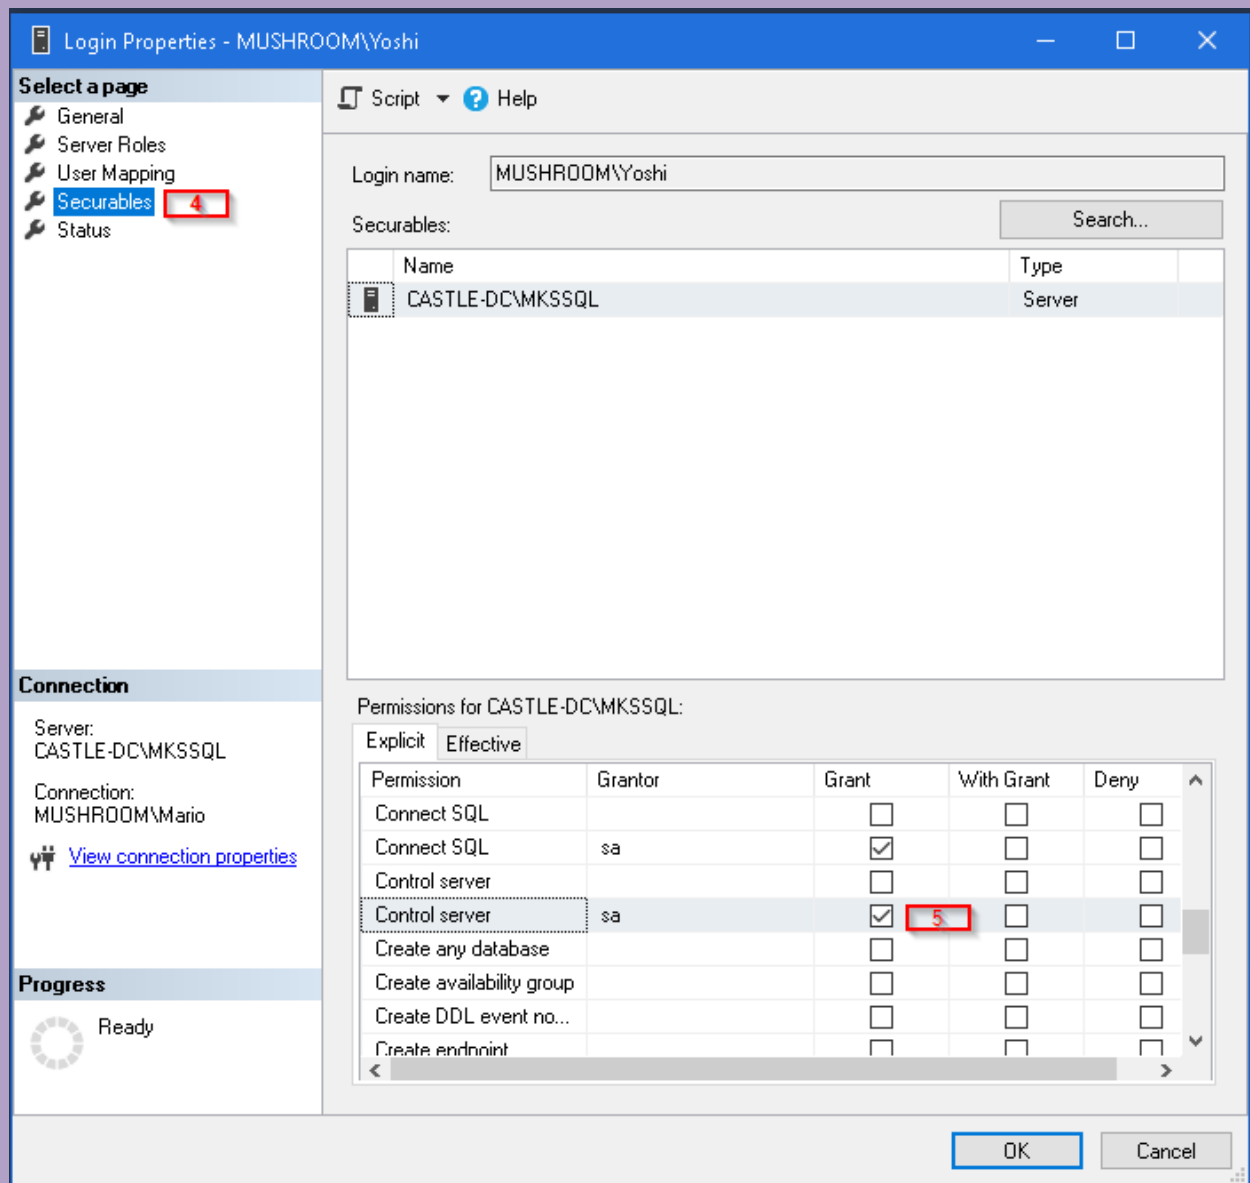 Login Properties - MUSHROOM\Yoshi
Select a page
General
Server Roles
User Mapping
Securables 4
Status
Script Help
Login name: MUSHROOM\Yoshi
Securables: Search...
Name Type
CASTLE-DC\MKSSQL Server
Connection
Server:
CASTLE-DC\MKSSQL
Connection:
MUSHROOM\Mario
View connection properties
Progress
Ready
Permissions for CASTLE-DC\MKSSQL:
Explicit Effective
Permission Grantor Grant With Grant Deny
Connect SQL
Connect SQL sa
Control server
Control server sa 5
Create any database
Create availability group
Create DDL event no...
Create endpoint
OK Cancel